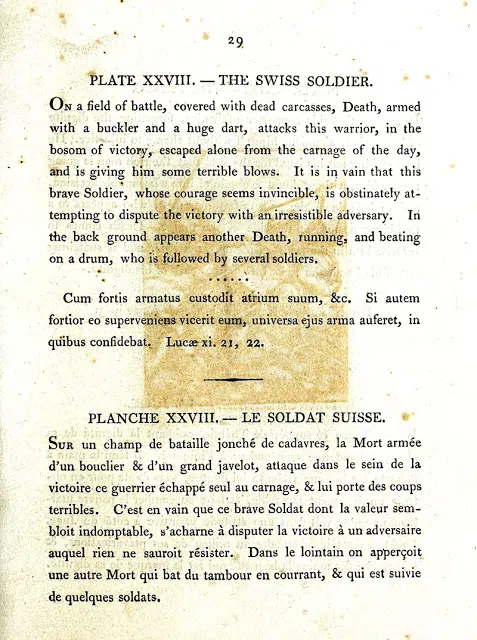 29
PLATE XXVIII. — THE SWISS SOLDIER.
On a field of battle, covered with dead carcasses, Death, armed
with a buckler and a huge dart, attacks this warrior, in the
bosom of victory, escaped alone from the carnage of the day,
and is giving him some terrible blows. It is in vain that this
brave Soldier, whose courage seems invincible, is obstinately at-
tempting to dispute the victory with an irresistible adversary. In
the back ground appears another Death, running, and beating
on a drum, who is followed by several soldiers.
......
Cum fortis armatus custodit atrium suum, &c. Si autem
fortior eo superveniens vicerit eum, universa ejus arma auferet, in
quibus confidebat. Lucæ xi. 21, 22.
PLANCHE XXVIII. — LE SOLDAT SUISSE.
Sur un champ de bataille jonché de cadavres, la Mort armée
d'un bouclier & d'un grand javelot, attaque dans le sein de la
victoire ce guerrier échappé seul au carnage, & lui porte des coups
terribles. C'est en vain que ce brave Soldat dont la valeur sem-
bloit indomptable, s'acharne à disputer la victoire à un adversaire
auquel rien ne sauroit résister. Dans le lointain on apperçoit
une autre Mort qui bat du tambour en courrant, & qui est suivie
de quelques soldats.